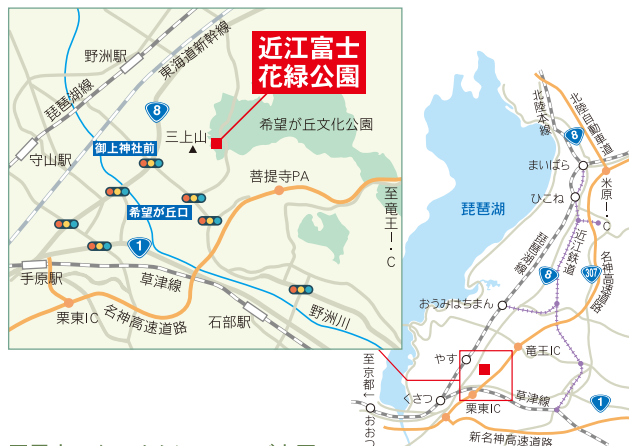 野洲駅
東海道新幹線
琵琶湖線
近江富士
花緑公園
8
希望が丘文化公園
御上神社前
三上山
守山駅
菩提寺PA
至竜王I・C
希望が丘口
1
手原駅
草津線
栗東IC
名神高速道路
石部駅
野洲川
北陸本線
北陸自動車道
8
まいばら
米原I・C
ひこね
琵琶湖
琵琶湖線
近江鉄道
8
名神高速道路
307
おうみはちまん
竜王IC
やす
至京都←
くさつ
栗東IC
草津線
1
おおつ
新名神高速道路